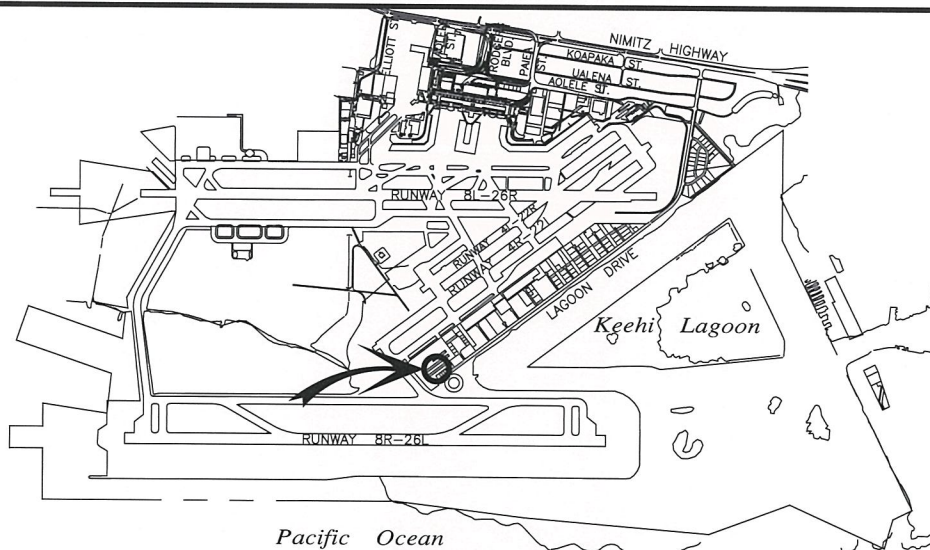 NIMITZ HIGHWAY
ELLIOTT ST.
ST.
RODGERS BLVD
PAIEA ST.
KOAPAKA ST.
UALENA ST.
AOLELE ST.
RUNWAY 8L-26R
RUNWAY 4L-22R
RUNWAY 4R-22L
LAGOON DRIVE
Keehi Lagoon
RUNWAY 8R-26L
Pacific Ocean